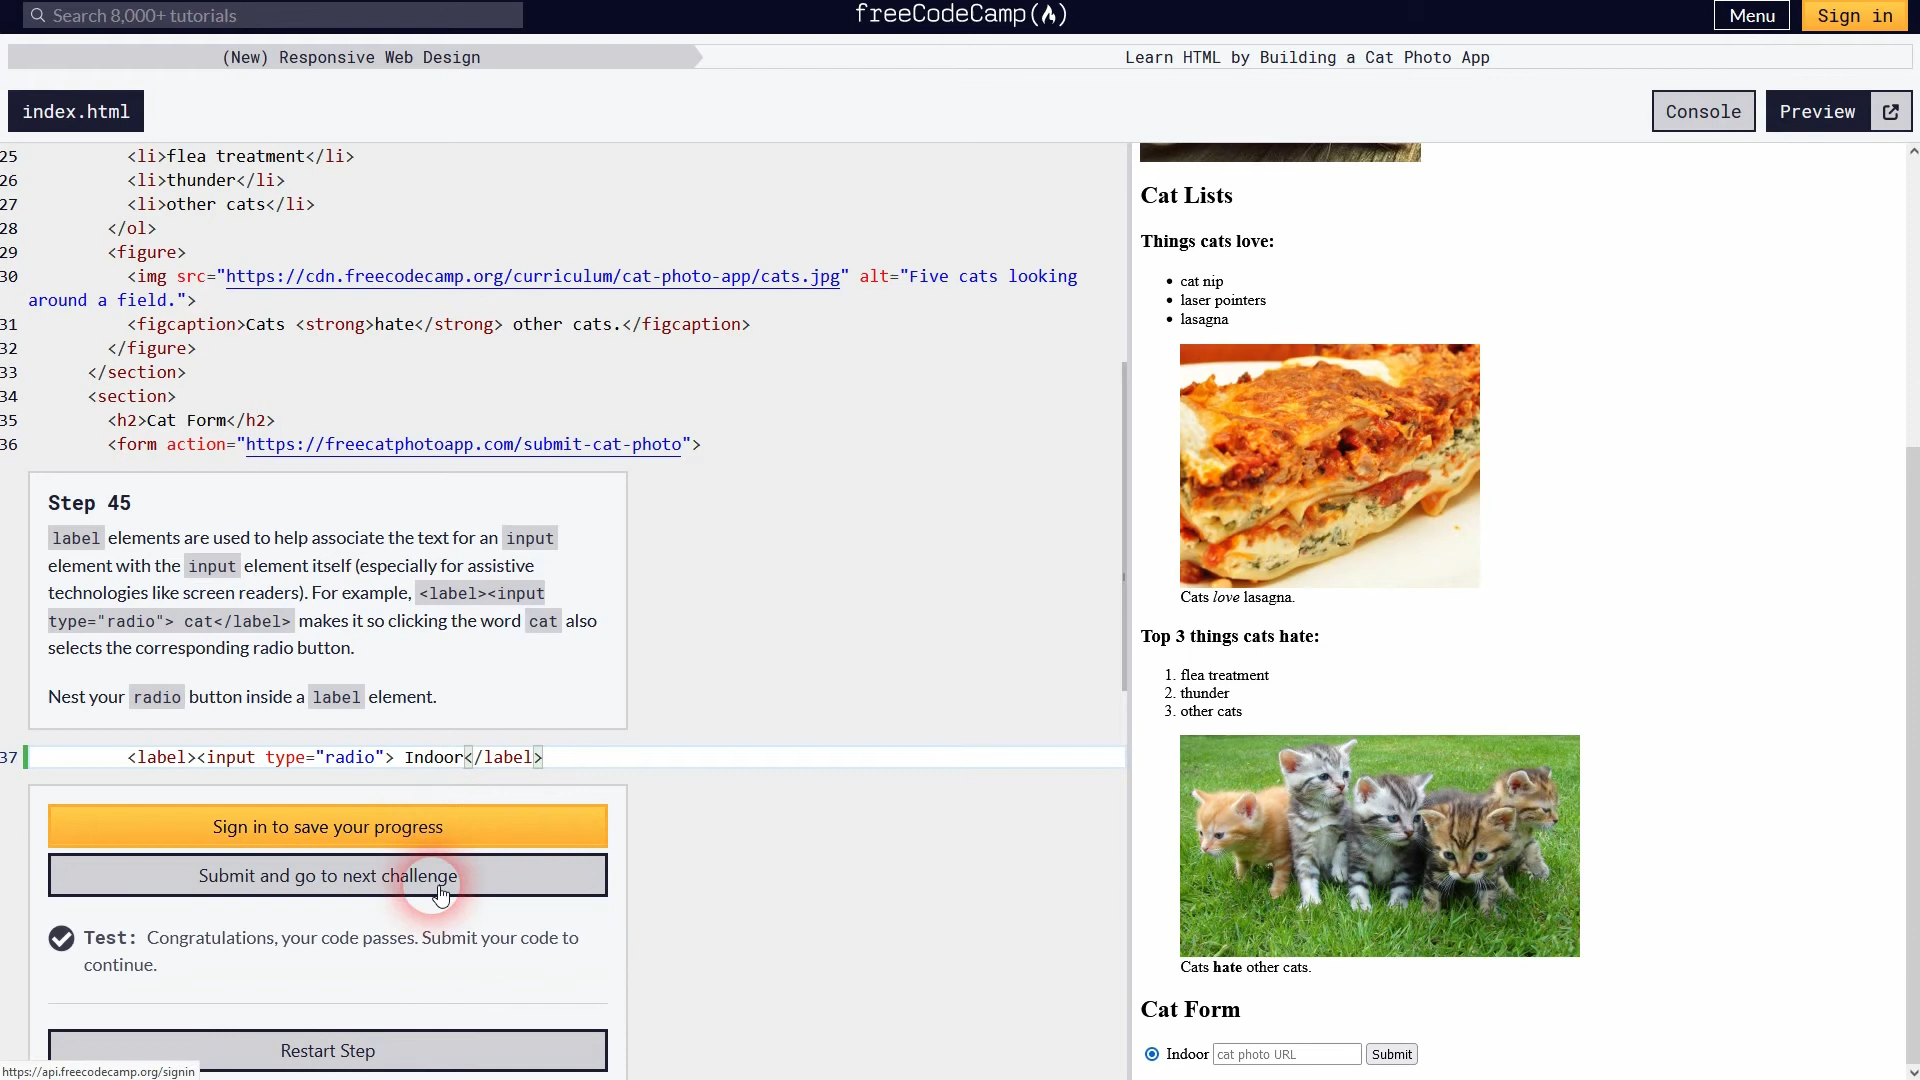 Search 8,000+ tutorials
freeCodeCamp
Menu
Sign in
(New) Responsive Web Design
Learn HTML by Building a Cat Photo App
index.html
Console
Preview
25 <li>flea treatment</li>
26 <li>thunder</li>
27 <li>other cats</li>
28 </ol>
29 <figure>
30 <img src="https://cdn.freecodecamp.org/curriculum/cat-photo-app/cats.jpg" alt="Five cats looking
around a field.">
31 <figcaption>Cats <strong>hate</strong> other cats.</figcaption>
32 </figure>
33 </section>
34 <section>
35 <h2>Cat Form</h2>
36 <form action="https://freecatphotoapp.com/submit-cat-photo">
Step 45
label elements are used to help associate the text for an input
element with the input element itself (especially for assistive
technologies like screen readers). For example, <label><input
type="radio"> cat</label> makes it so clicking the word cat also
selects the corresponding radio button.
Nest your radio button inside a label element.
37 <label><input type="radio"> Indoor</label>
Sign in to save your progress
Submit and go to next challenge
Test: Congratulations, your code passes. Submit your code to
continue.
Restart Step
https://api.freecodecamp.org/signin
Cat Lists
Things cats love:
• cat nip
• laser pointers
• lasagna
Cats love lasagna.
Top 3 things cats hate:
1. flea treatment
2. thunder
3. other cats
Cats hate other cats.
Cat Form
Indoor cat photo URL Submit